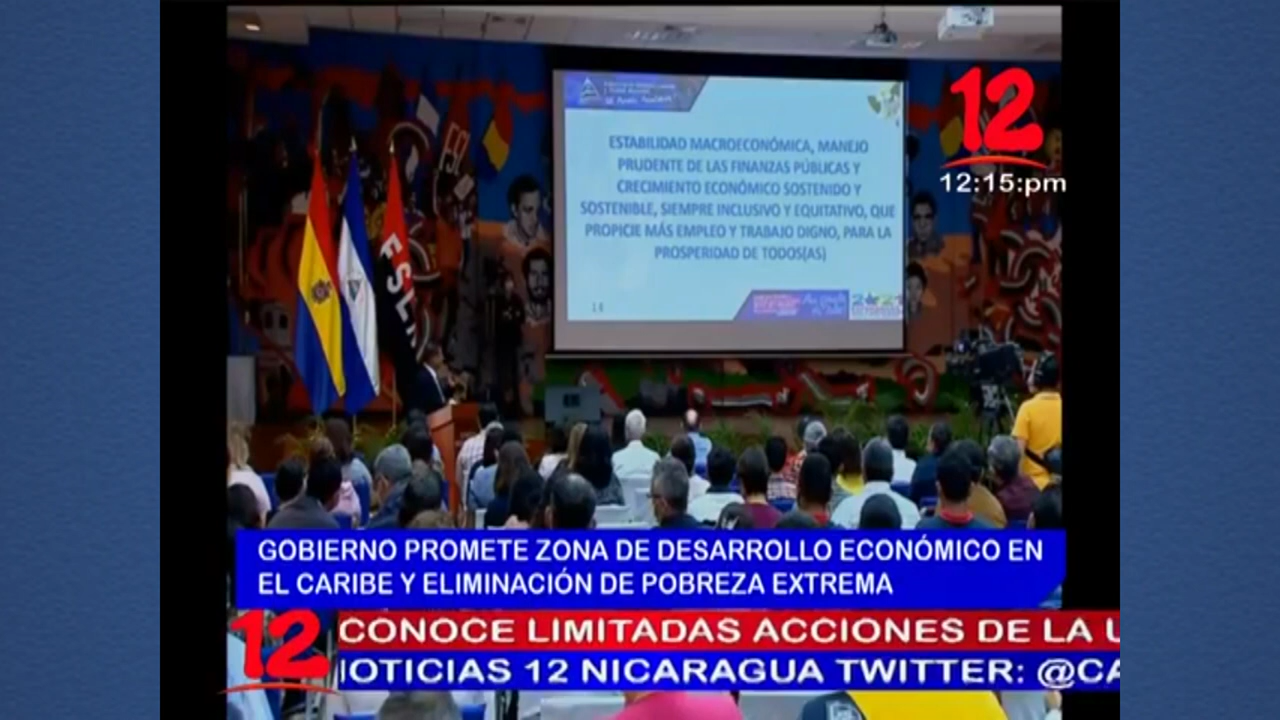 12
12:15:pm
ESTABILIDAD MACROECONÓMICA, MANEJO
PRUDENTE DE LAS FINANZAS PÚBLICAS Y
CRECIMIENTO ECONÓMICO SOSTENIDO Y
SOSTENIBLE, SIEMPRE INCLUSIVO Y EQUITATIVO, QUE
PROPICIE MÁS EMPLEO Y TRABAJO DIGNO, PARA LA
PROSPERIDAD DE TODOS(AS)
14
FSLN
GOBIERNO PROMETE ZONA DE DESARROLLO ECONÓMICO EN
EL CARIBE Y ELIMINACIÓN DE POBREZA EXTREMA
12
CONOCE LIMITADAS ACCIONES DE LA U
NOTICIAS 12 NICARAGUA TWITTER: @CA